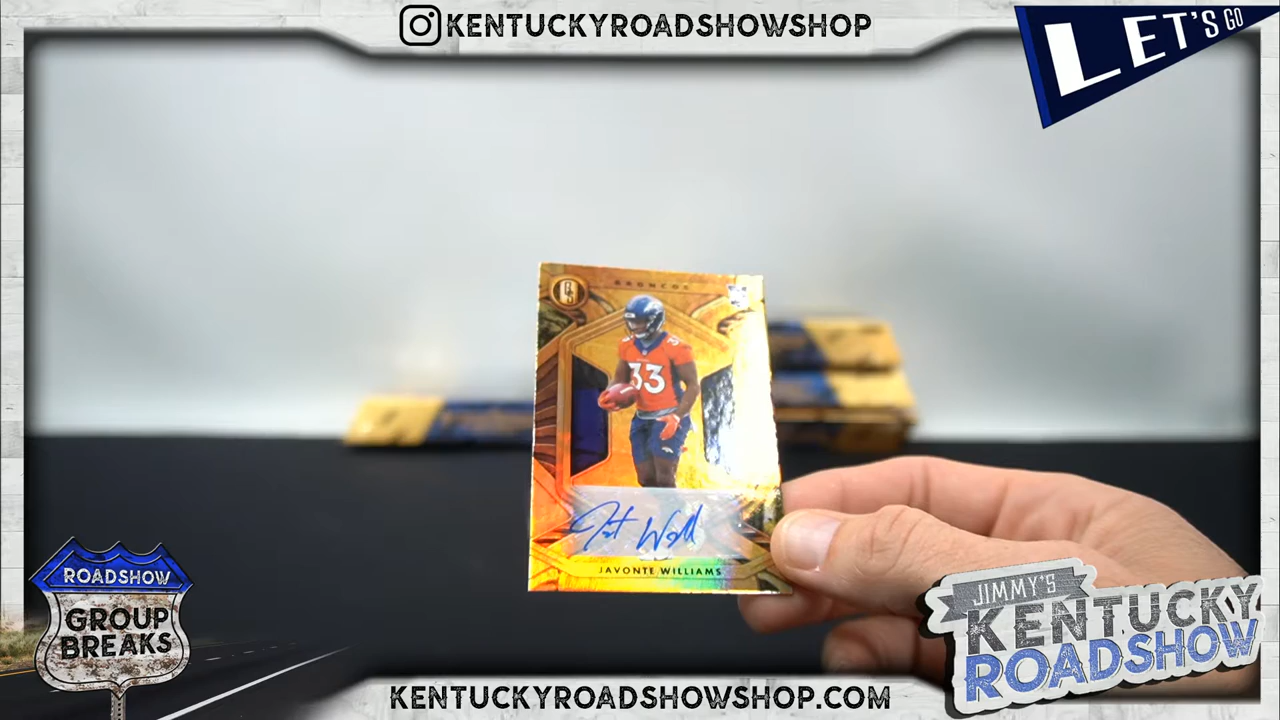 KENTUCKYROADSHOWSHOP
LET'S GO
BRONCOS
33
JAVONTE WILLIAMS
ROADSHOW
GROUP
BREAKS
JIMMY'S
KENTUCKY
ROADSHOW
KENTUCKYROADSHOWSHOP.COM